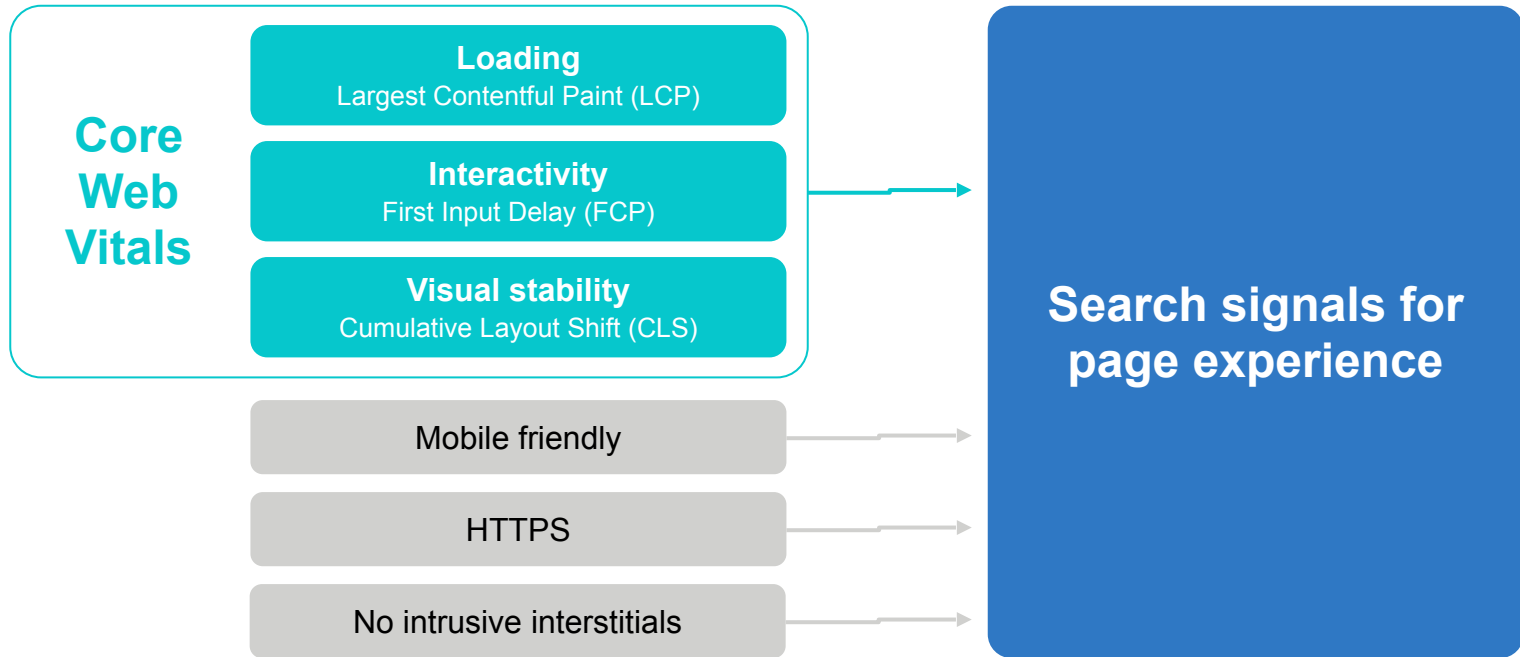 Core
Web
Vitals
Loading
Largest Contentful Paint (LCP)
Interactivity
First Input Delay (FCP)
Visual stability
Cumulative Layout Shift (CLS)
Mobile friendly
HTTPS
No intrusive interstitials
Search signals for
page experience